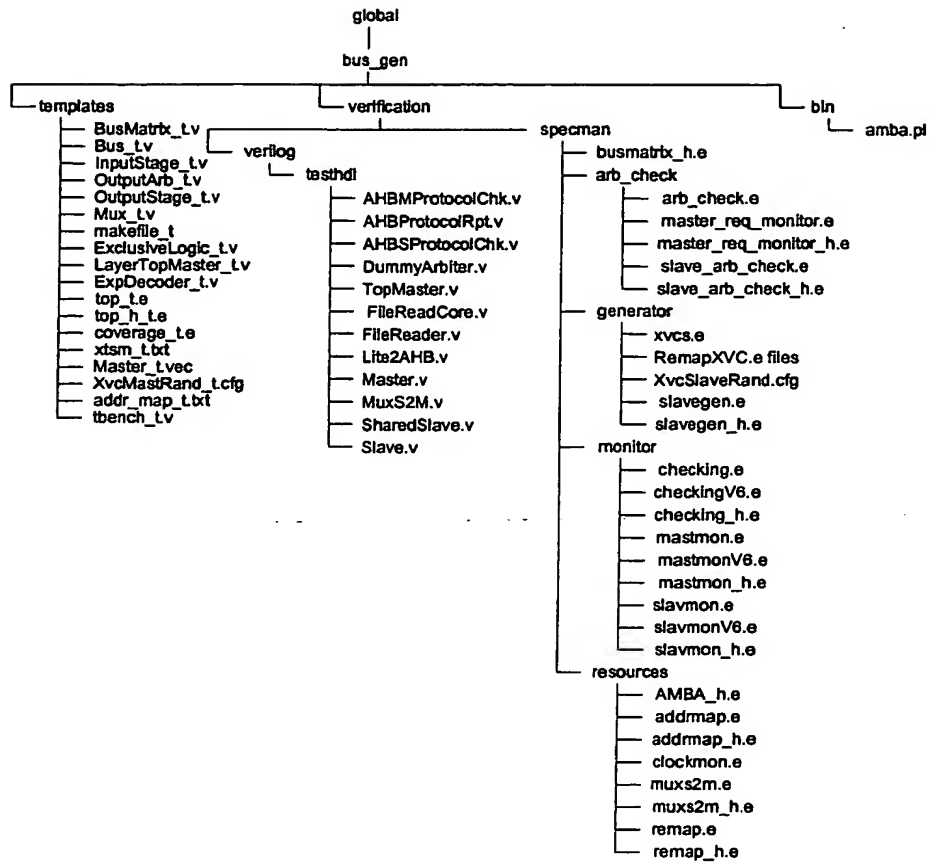 global
bus_gen
templates
BusMatrix_t.v
Bus_t.v
InputStage_t.v
OutputArb_t.v
OutputStage_t.v
Mux_t.v
makefile_t
ExclusiveLogic_t.v
LayerTopMaster_t.v
ExpDecoder_t.v
top_t.e
top_h_t.e
coverage_t.e
xtsm_t.txt
Master_t.vec
XvcMastRand_t.cfg
addr_map_t.txt
tbench_t.v
verification
verilog
testhdl
AHBMProtocolChk.v
AHBProtocolRpt.v
AHBSProtocolChk.v
DummyArbiter.v
TopMaster.v
FileReadCore.v
FileReader.v
Lite2AHB.v
Master.v
MuxS2M.v
SharedSlave.v
Slave.v
specman
busmatrix_h.e
arb_check
arb_check.e
master_req_monitor.e
master_req_monitor_h.e
slave_arb_check.e
slave_arb_check_h.e
generator
xvcs.e
RemapXVC.e files
XvcSlaveRand.cfg
slavegen.e
slavegen_h.e
monitor
checking.e
checkingV6.e
checking_h.e
mastmon.e
mastmonV6.e
mastmon_h.e
slavmon.e
slavmonV6.e
slavmon_h.e
resources
AMBA_h.e
addrmap.e
addrmap_h.e
clockmon.e
muxs2m.e
muxs2m_h.e
remap.e
remap_h.e
bin
amba.pl